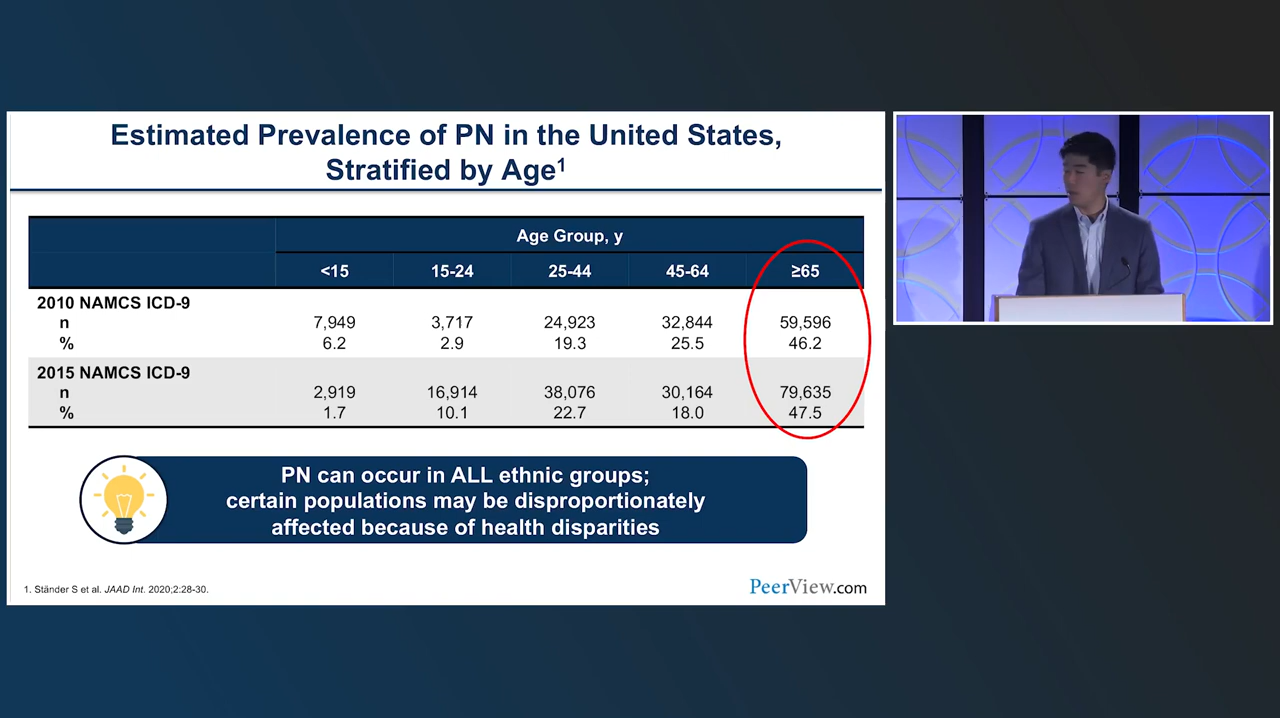 Estimated Prevalence of PN in the United States,
Stratified by Age1
Age Group, y
<15 15-24 25-44 45-64 ≥65
2010 NAMCS ICD-9
n 7,949 3,717 24,923 32,844 59,596
% 6.2 2.9 19.3 25.5 46.2
2015 NAMCS ICD-9
n 2,919 16,914 38,076 30,164 79,635
% 1.7 10.1 22.7 18.0 47.5
PN can occur in ALL ethnic groups;
certain populations may be disproportionately
affected because of health disparities
1. Ständer S et al. JAAD Int. 2020;2:28-30.
PeerView.com